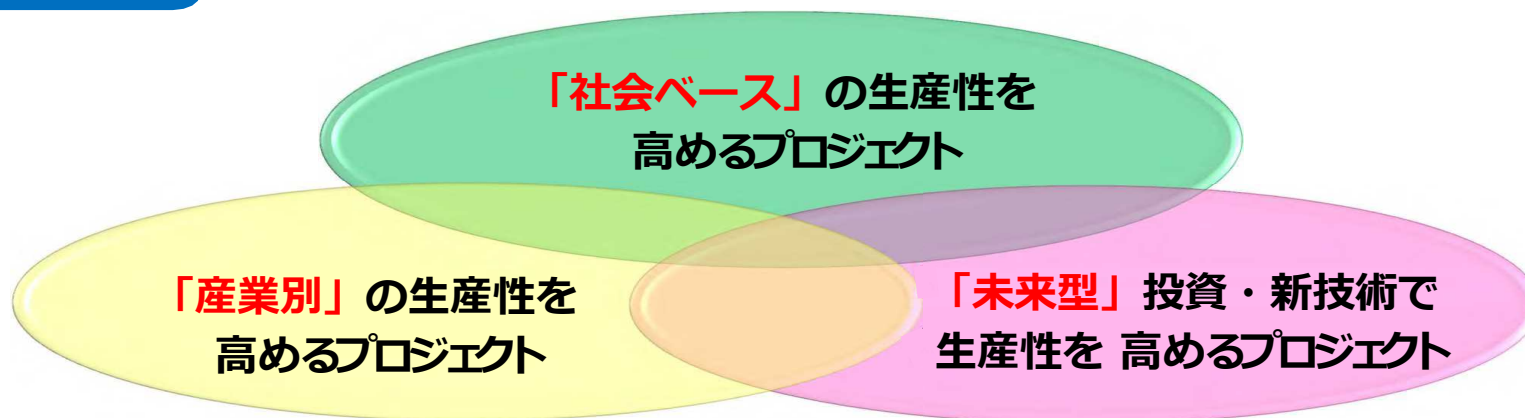 「社会ベース」の生産性を
高めるプロジェクト
「産業別」の生産性を
高めるプロジェクト
「未来型」投資・新技術で
生産性を 高めるプロジェクト